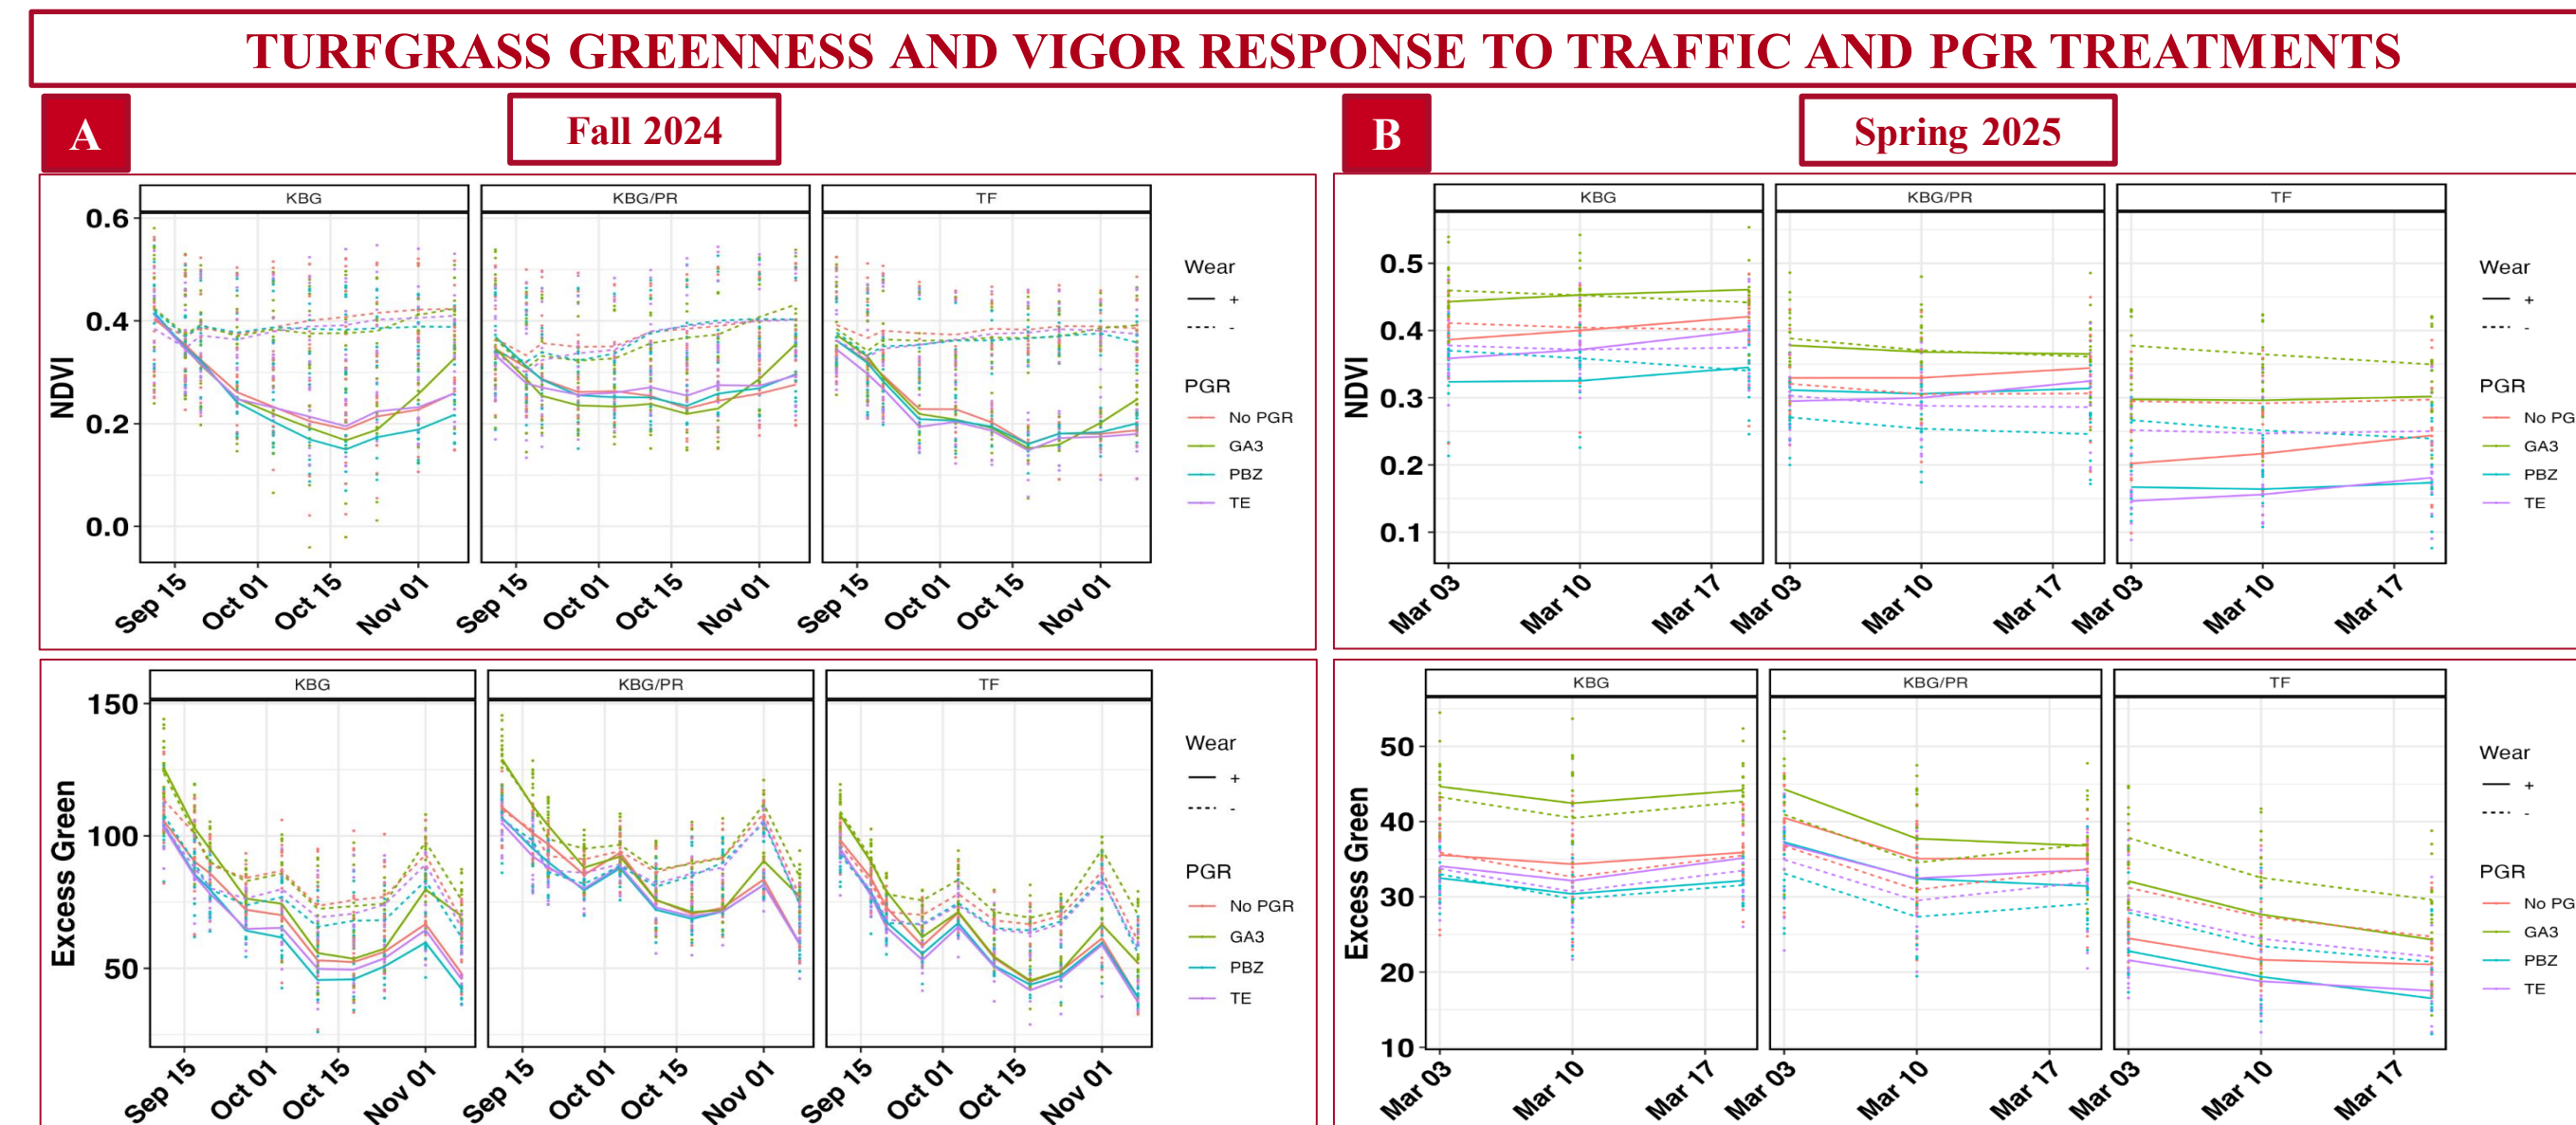 TURFGRASS GREENNESS AND VIGOR RESPONSE TO TRAFFIC AND PGR TREATMENTS
A
Fall 2024
B
Spring 2025
KBG
KBG/PR
TF
NDVI
0.6
0.4
0.2
0.0
Sep 15
Oct 01
Oct 15
Nov 01
Sep 15
Oct 01
Oct 15
Nov 01
Sep 15
Oct 01
Oct 15
Nov 01
Wear
+
-
PGR
No PGR
GA3
PBZ
TE
KBG
KBG/PR
TF
NDVI
0.5
0.4
0.3
0.2
0.1
Mar 03
Mar 10
Mar 17
Mar 03
Mar 10
Mar 17
Mar 03
Mar 10
Mar 17
Wear
+
-
PGR
No PG
GA3
PBZ
TE
KBG
KBG/PR
TF
Excess Green
150
100
50
Sep 15
Oct 01
Oct 15
Nov 01
Sep 15
Oct 01
Oct 15
Nov 01
Sep 15
Oct 01
Oct 15
Nov 01
Wear
+
-
PGR
No PGR
GA3
PBZ
TE
KBG
KBG/PR
TF
Excess Green
50
40
30
20
10
Mar 03
Mar 10
Mar 17
Mar 03
Mar 10
Mar 17
Mar 03
Mar 10
Mar 17
Wear
+
-
PGR
No PG
GA3
PBZ
TE